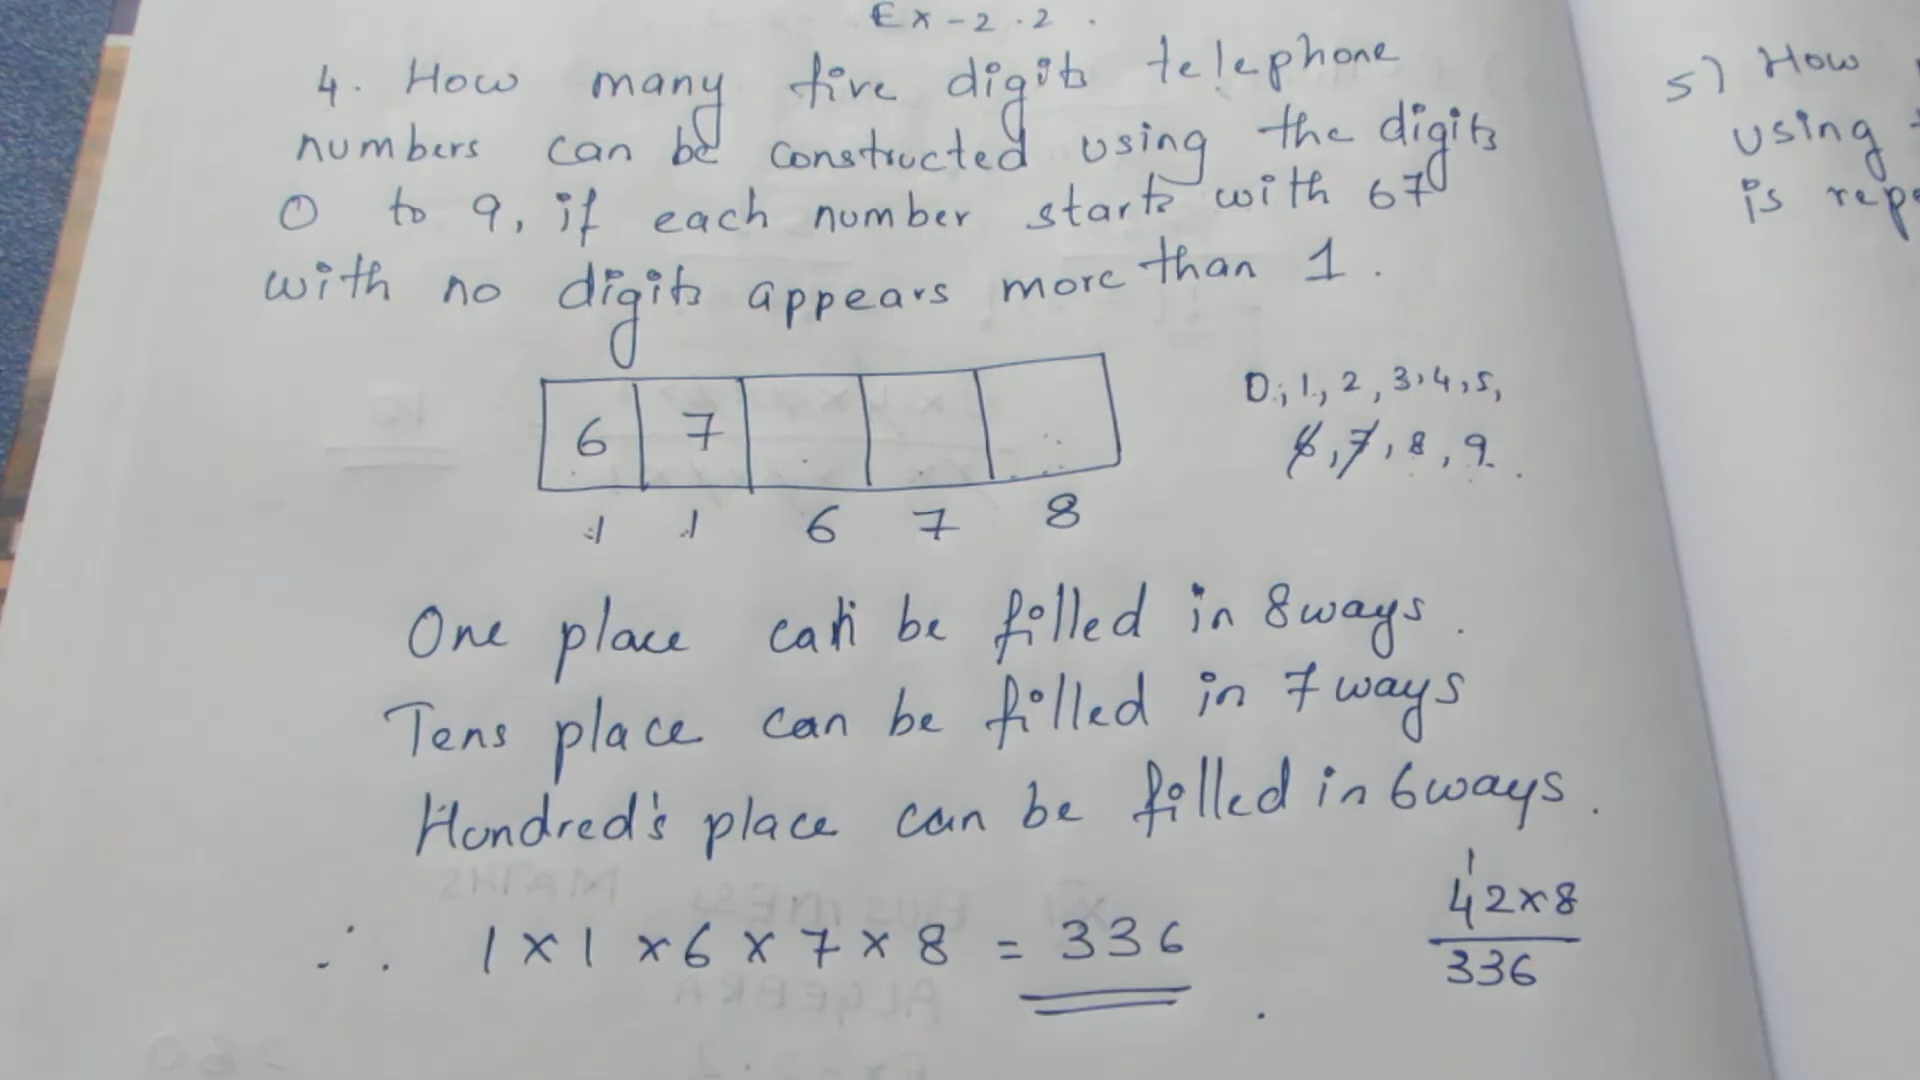 Ex-2.2.
4. How many five digits telephone
numbers can be constructed using the digits
0 to 9, if each number starts with 67
with no digits appears more than 1.
6 7
0, 1, 2, 3, 4, 5,
6, 7, 8, 9.
1 1 6 7 8
One place can be filled in 8 ways.
Tens place can be filled in 7 ways
Hundred's place can be filled in 6 ways.
∴ 1 x 1 x 6 x 7 x 8 = 336
1
42 x 8
336
5) How
using
is